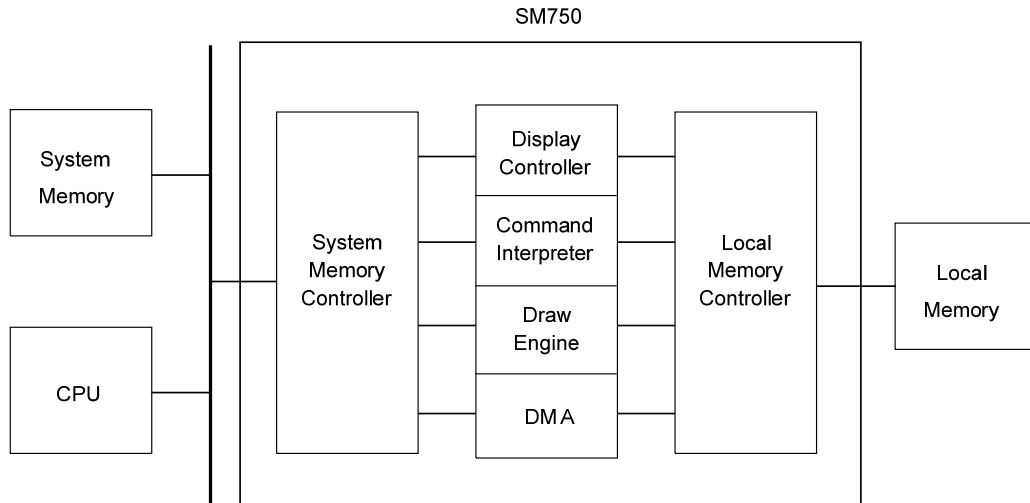 SM750
System
Memory
CPU
System
Memory
Controller
Display
Controller
Command
Interpreter
Draw
Engine
DMA
Local
Memory
Controller
Local
Memory